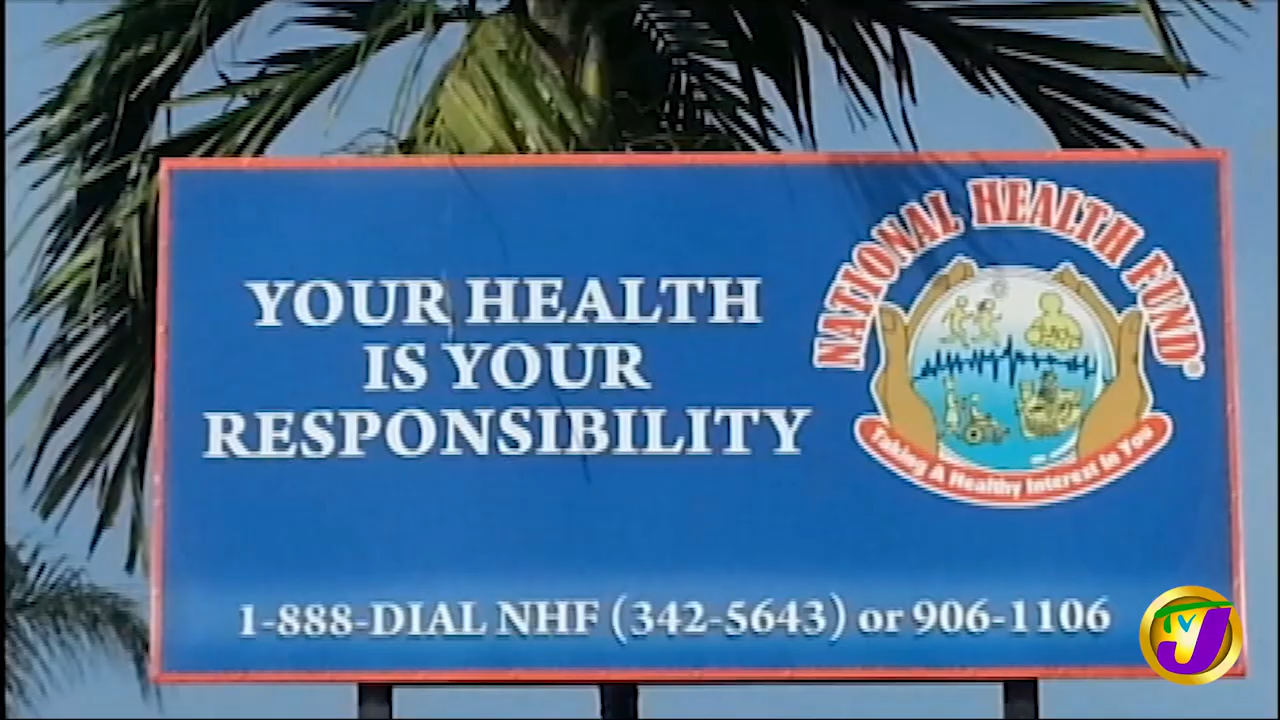 YOUR HEALTH
IS YOUR
RESPONSIBILITY
NATIONAL HEALTH FUND®
Taking A Healthy Interest In You
1-888-DIAL NHF (342-5643) or 906-1106
TVJ